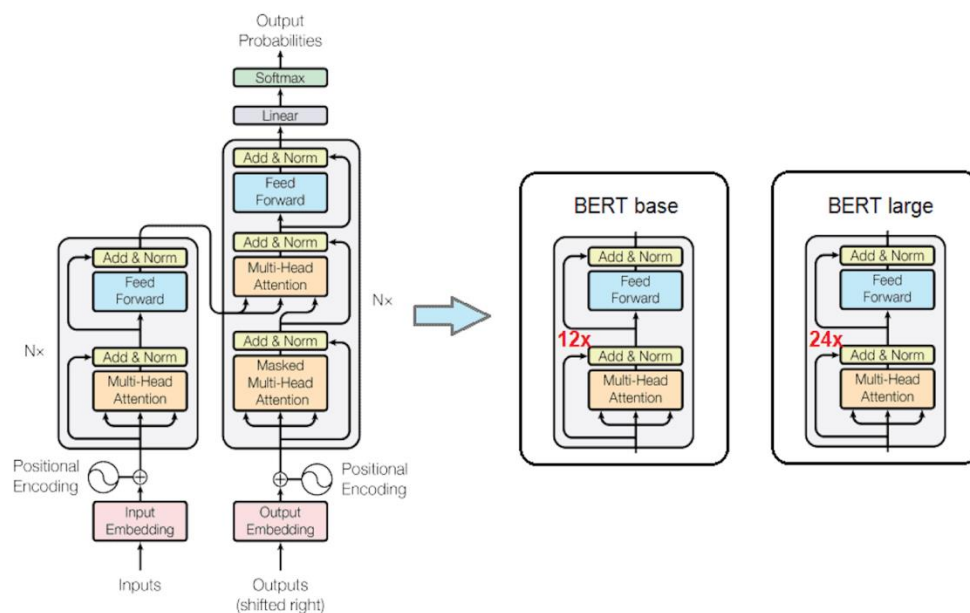 Output
Probabilities
Softmax
Linear
Add & Norm
Feed
Forward
Add & Norm
Multi-Head
Attention
Nx
Add & Norm
Masked
Multi-Head
Attention
Positional
Encoding
Output
Embedding
Outputs
(shifted right)
Add & Norm
Feed
Forward
Nx
Add & Norm
Multi-Head
Attention
Positional
Encoding
Input
Embedding
Inputs
BERT base
Add & Norm
Feed
Forward
12x
Add & Norm
Multi-Head
Attention
BERT large
Add & Norm
Feed
Forward
24x
Add & Norm
Multi-Head
Attention